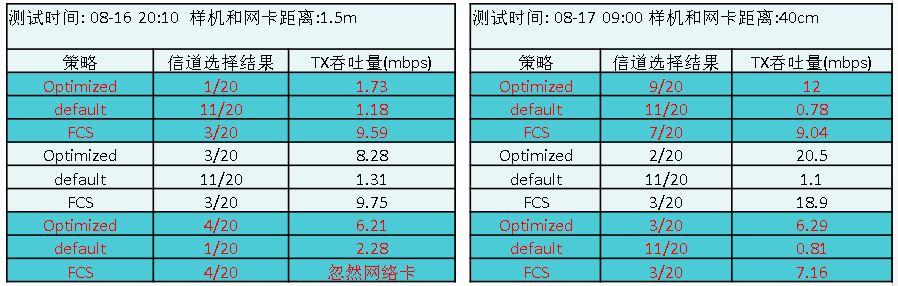 测试时间: 08-16 20:10 样机和网卡距离:1.5m
策略 信道选择结果 TX吞吐量(mbps)
Optimized 1/20 1.73
default 11/20 1.18
FCS 3/20 9.59
Optimized 3/20 8.28
default 11/20 1.31
FCS 3/20 9.75
Optimized 4/20 6.21
default 1/20 2.28
FCS 4/20 忽然网络卡
测试时间: 08-17 09:00 样机和网卡距离:40cm
策略 信道选择结果 TX吞吐量(mbps)
Optimized 9/20 12
default 11/20 0.78
FCS 7/20 9.04
Optimized 2/20 20.5
default 11/20 1.1
FCS 3/20 18.9
Optimized 3/20 6.29
default 11/20 0.81
FCS 3/20 7.16